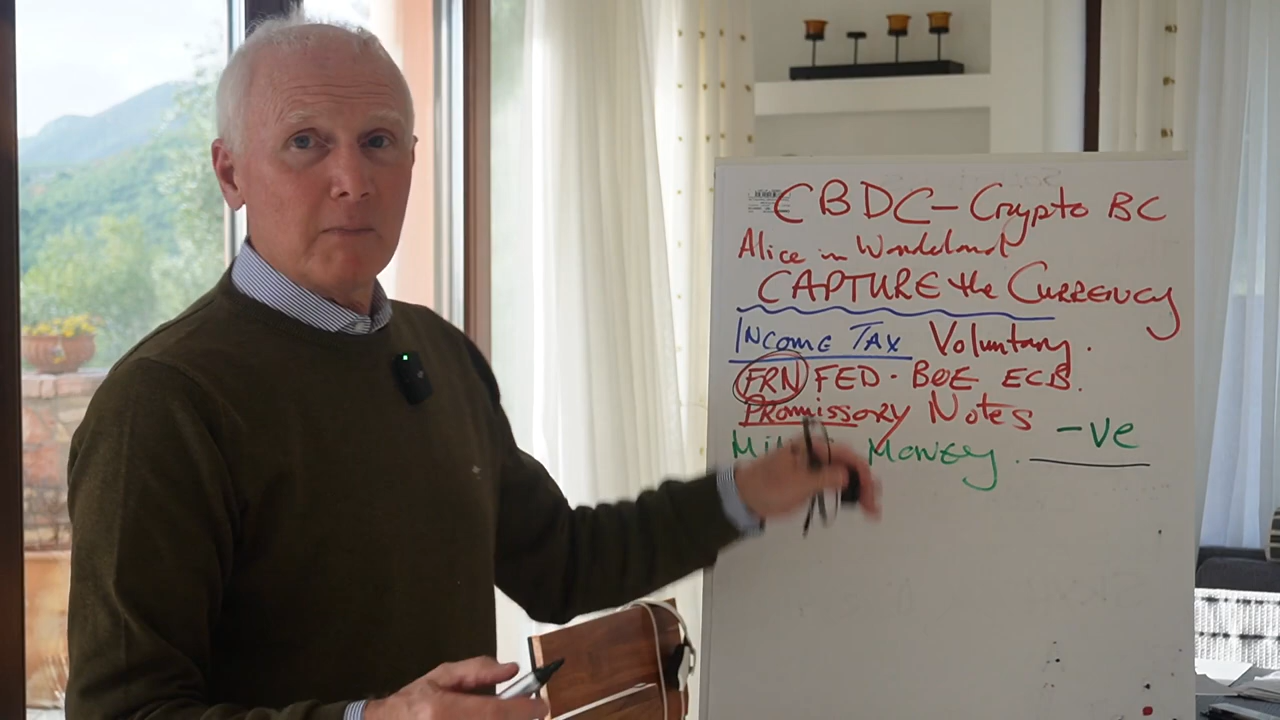 CBDC - Crypto BC
Alice in Wonderland
CAPTURE the CURRENCY
INCOME TAX Voluntary.
FRN FED. BOE ECB.
Promissory Notes
Money. -ve